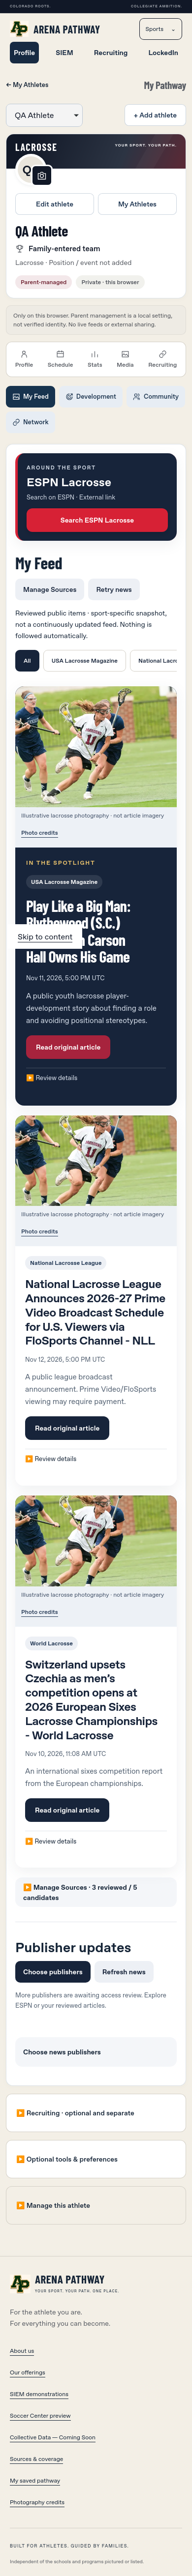 COLORADO ROOTS.
COLLEGIATE AMBITION.
ARENA PATHWAY
Sports
Profile
SIEM
Recruiting
LockedIn
← My Athletes
My Pathway
QA Athlete
+ Add athlete
LACROSSE
YOUR SPORT. YOUR PATH.
Edit athlete
My Athletes
QA Athlete
Family-entered team
Lacrosse · Position / event not added
Parent-managed
Private · this browser
Only on this browser. Parent management is a local setting, not verified identity. No live feeds or external sharing.
Profile
Schedule
Stats
Media
Recruiting
My Feed
Development
Community
Network
AROUND THE SPORT
ESPN Lacrosse
Search on ESPN · External link
Search ESPN Lacrosse
My Feed
Manage Sources
Retry news
Reviewed public items · sport-specific snapshot,
not a continuously updated feed. Nothing is
followed automatically.
All
USA Lacrosse Magazine
Illustrative lacrosse photography · not article imagery
Photo credits
IN THE SPOTLIGHT
USA Lacrosse Magazine
Play Like a Big Man:
(S.C.)
Skip to content
Carson
Hall Owns His Game
Nov 11, 2026, 5:00 PM UTC
A public youth lacrosse player-
development story about finding a role
and avoiding positional stereotypes.
Read original article
Review details
Illustrative lacrosse photography · not article imagery
Photo credits
National Lacrosse League
National Lacrosse League
Announces 2026-27 Prime
Video Broadcast Schedule
for U.S. Viewers via
FloSports Channel - NLL
Nov 12, 2026, 5:00 PM UTC
A public league broadcast
announcement. Prime Video/FloSports
viewing may require payment.
Read original article
Review details
Illustrative lacrosse photography · not article imagery
Photo credits
World Lacrosse
Switzerland upsets
Czechia as men's
competition opens at
2026 European Sixes
Lacrosse Championships
- World Lacrosse
Nov 10, 2026, 11:08 AM UTC
An international sixes competition report
from the European championships.
Read original article
Review details
Manage Sources · 3 reviewed / 5
candidates
Publisher updates
Choose publishers
Refresh news
More publishers are awaiting access review. Explore
ESPN or your reviewed articles.
Choose news publishers
Recruiting · optional and separate
Optional tools & preferences
Manage this athlete
ARENA PATHWAY
YOUR SPORT. YOUR PATH. ONE PLACE.
For the athlete you are.
For everything you can become.
About us
Our offerings
SIEM demonstrations
Soccer Center preview
Collective Data — Coming Soon
Sources & coverage
My saved pathway
Photography credits
BUILT FOR ATHLETES. GUIDED BY FAMILIES.
Independent of the schools and programs pictured or listed.